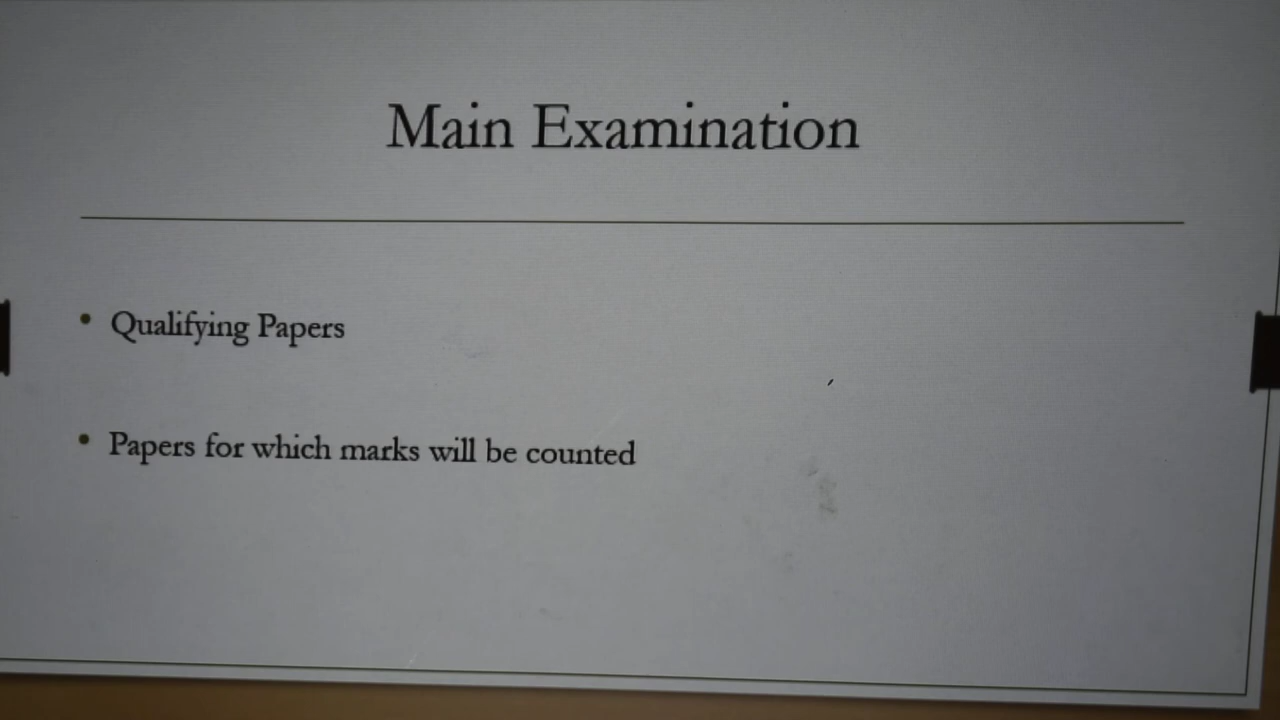 Main Examination
• Qualifying Papers
• Papers for which marks will be counted